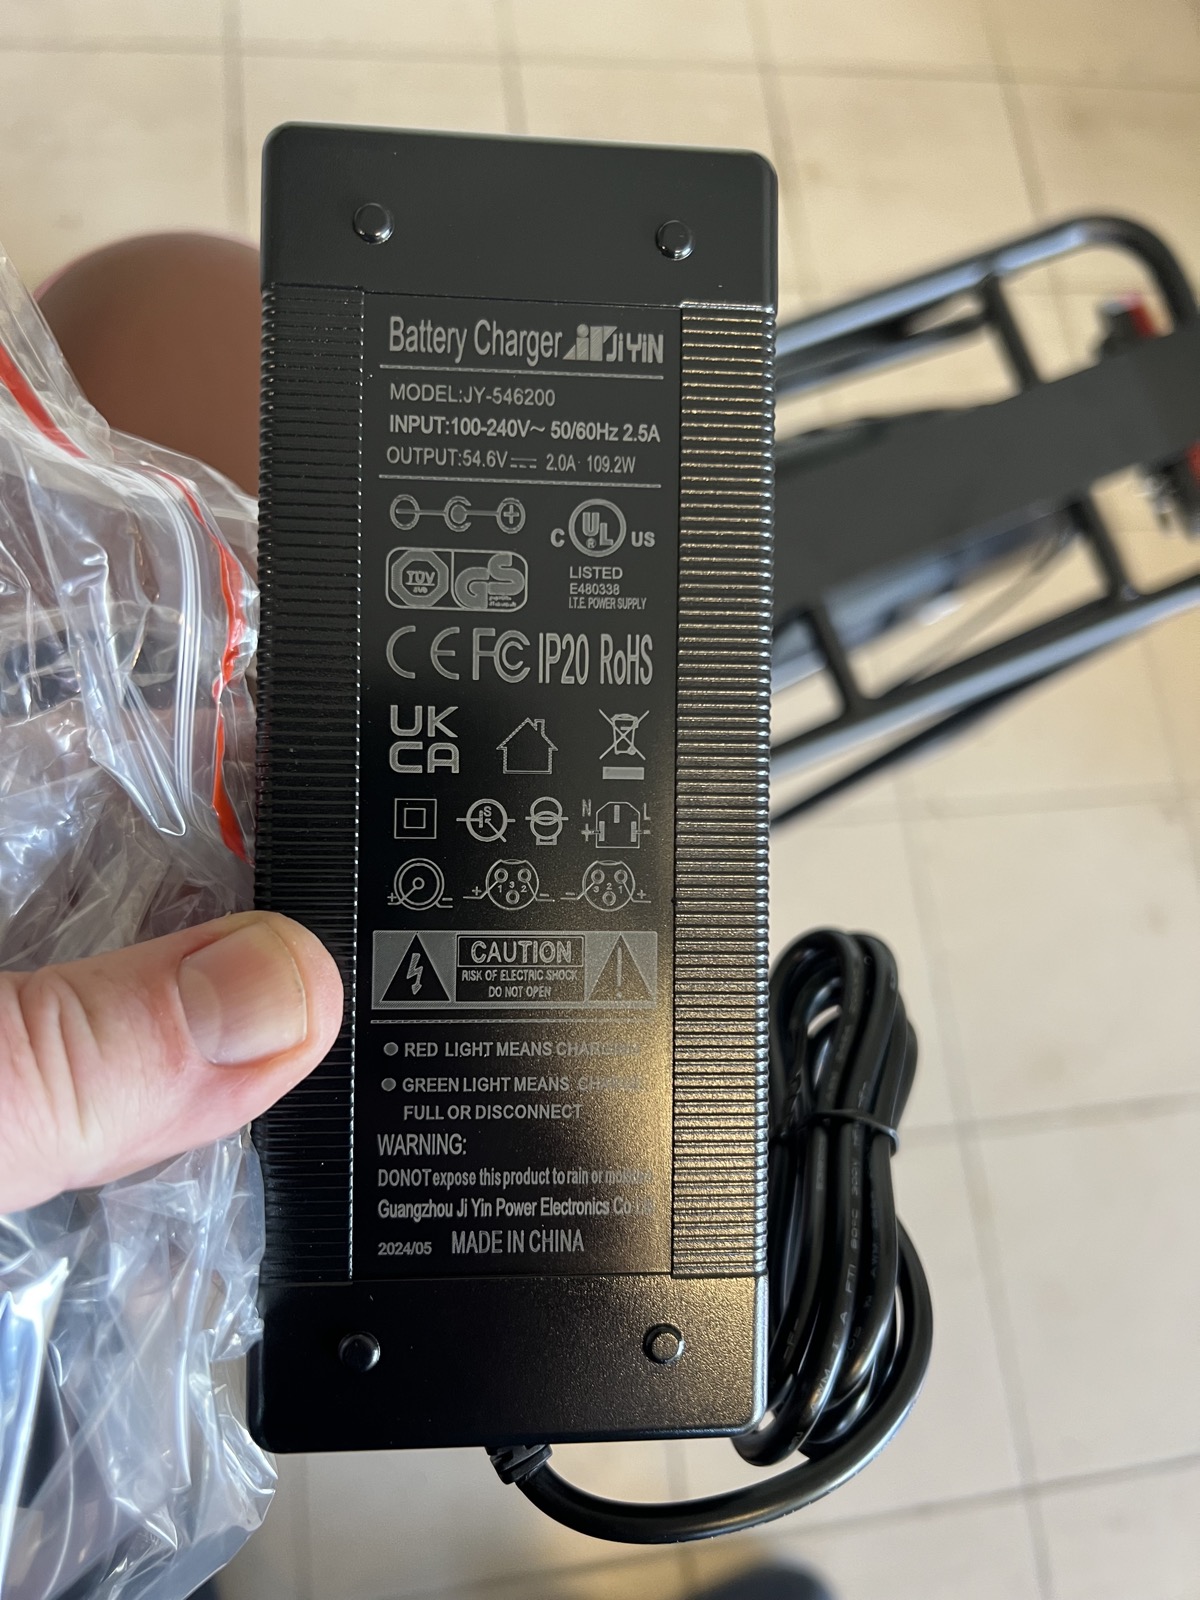 Battery Charger JiYiN
MODEL:JY-546200
INPUT:100-240V~ 50/60Hz 2.5A
OUTPUT:54.6V⎓ 2.0A 109.2W
C UL US
LISTED
E480338
I.T.E. POWER SUPPLY
TÜV
SÜD
GS
CE FC IP20 RoHS
UK
CA
N L
CAUTION
RISK OF ELECTRIC SHOCK
DO NOT OPEN
RED LIGHT MEANS CHARGING
GREEN LIGHT MEANS CHARGE
FULL OR DISCONNECT
WARNING:
DONOT expose this product to rain or moisture
Guangzhou Ji Yin Power Electronics Co
2024/05 MADE IN CHINA